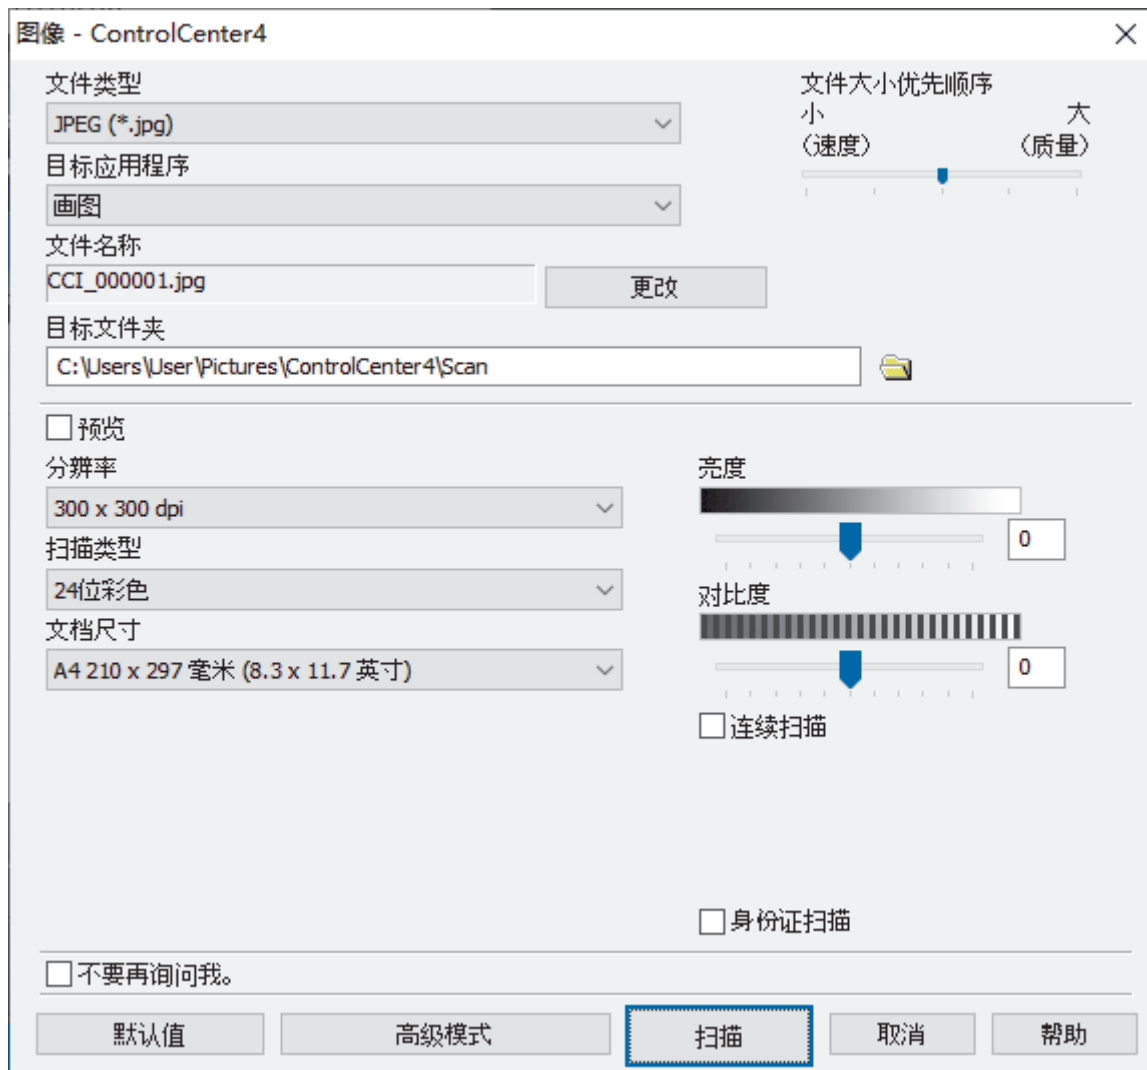 图像 - ControlCenter4
文件类型
JPEG (*.jpg)
目标应用程序
画图
文件名称
CCI_000001.jpg
更改
目标文件夹
C:\Users\User\Pictures\ControlCenter4\Scan
文件大小优先顺序
小 大
(速度) (质量)
预览
分辨率
300 x 300 dpi
扫描类型
24位彩色
文档尺寸
A4 210 x 297 毫米 (8.3 x 11.7 英寸)
亮度
0
对比度
0
连续扫描
身份证扫描
不要再询问我。
默认值 高级模式 扫描 取消 帮助